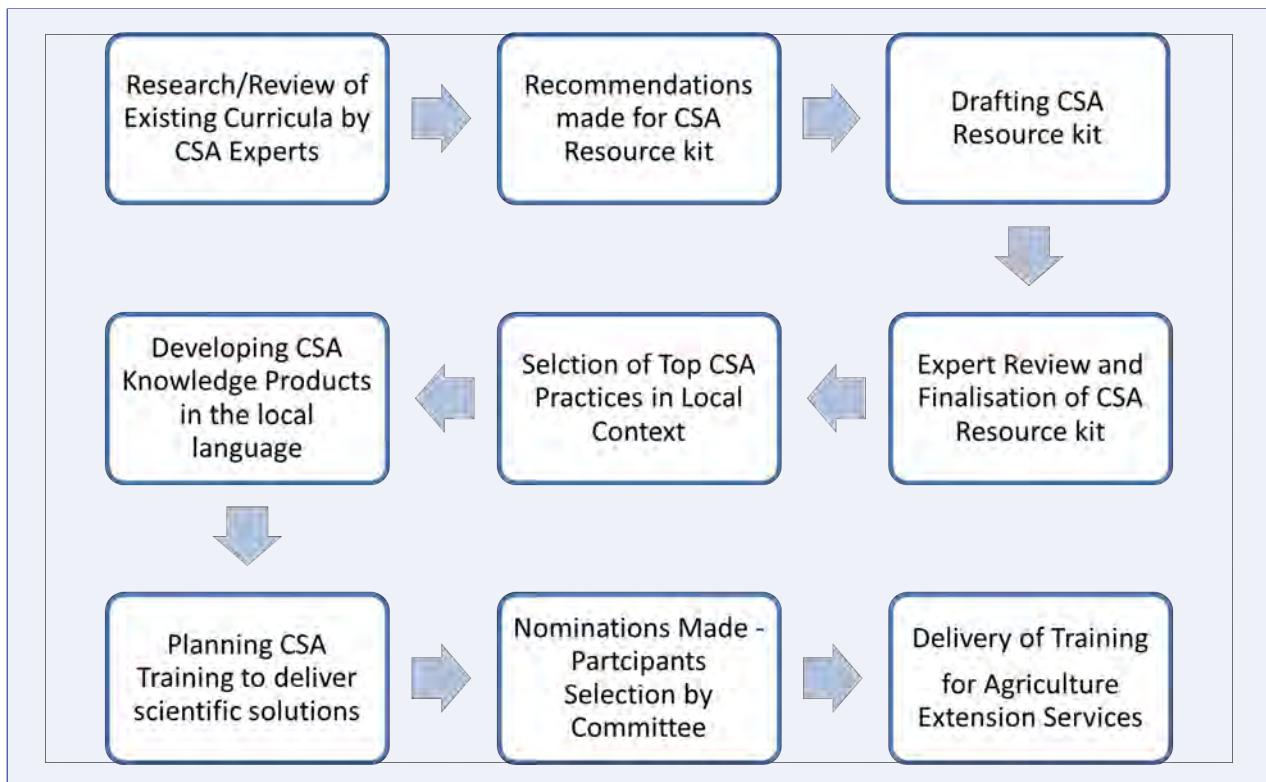 Research/Review of
Existing Curricula by
CSA Experts
Recommendations
made for CSA
Resource kit
Drafting CSA
Resource kit
Expert Review and
Finalisation of CSA
Resource kit
Selction of Top CSA
Practices in Local
Context
Developing CSA
Knowledge Products
in the local
language
Planning CSA
Training to deliver
scientific solutions
Nominations Made -
Partcipants
Selection by
Committee
Delivery of Training
for Agriculture
Extension Services